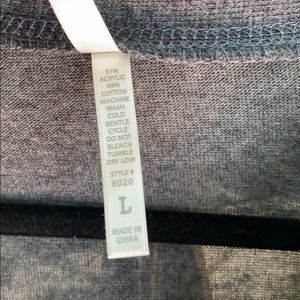 51%
ACRYLIC
49%
COTTON
MACHINE
WASH
COLD
GENTLE
CYCLE
DO NOT
BLEACH
TUMBLE
DRY LOW
STYLE #
8020
L
MADE IN
CHINA